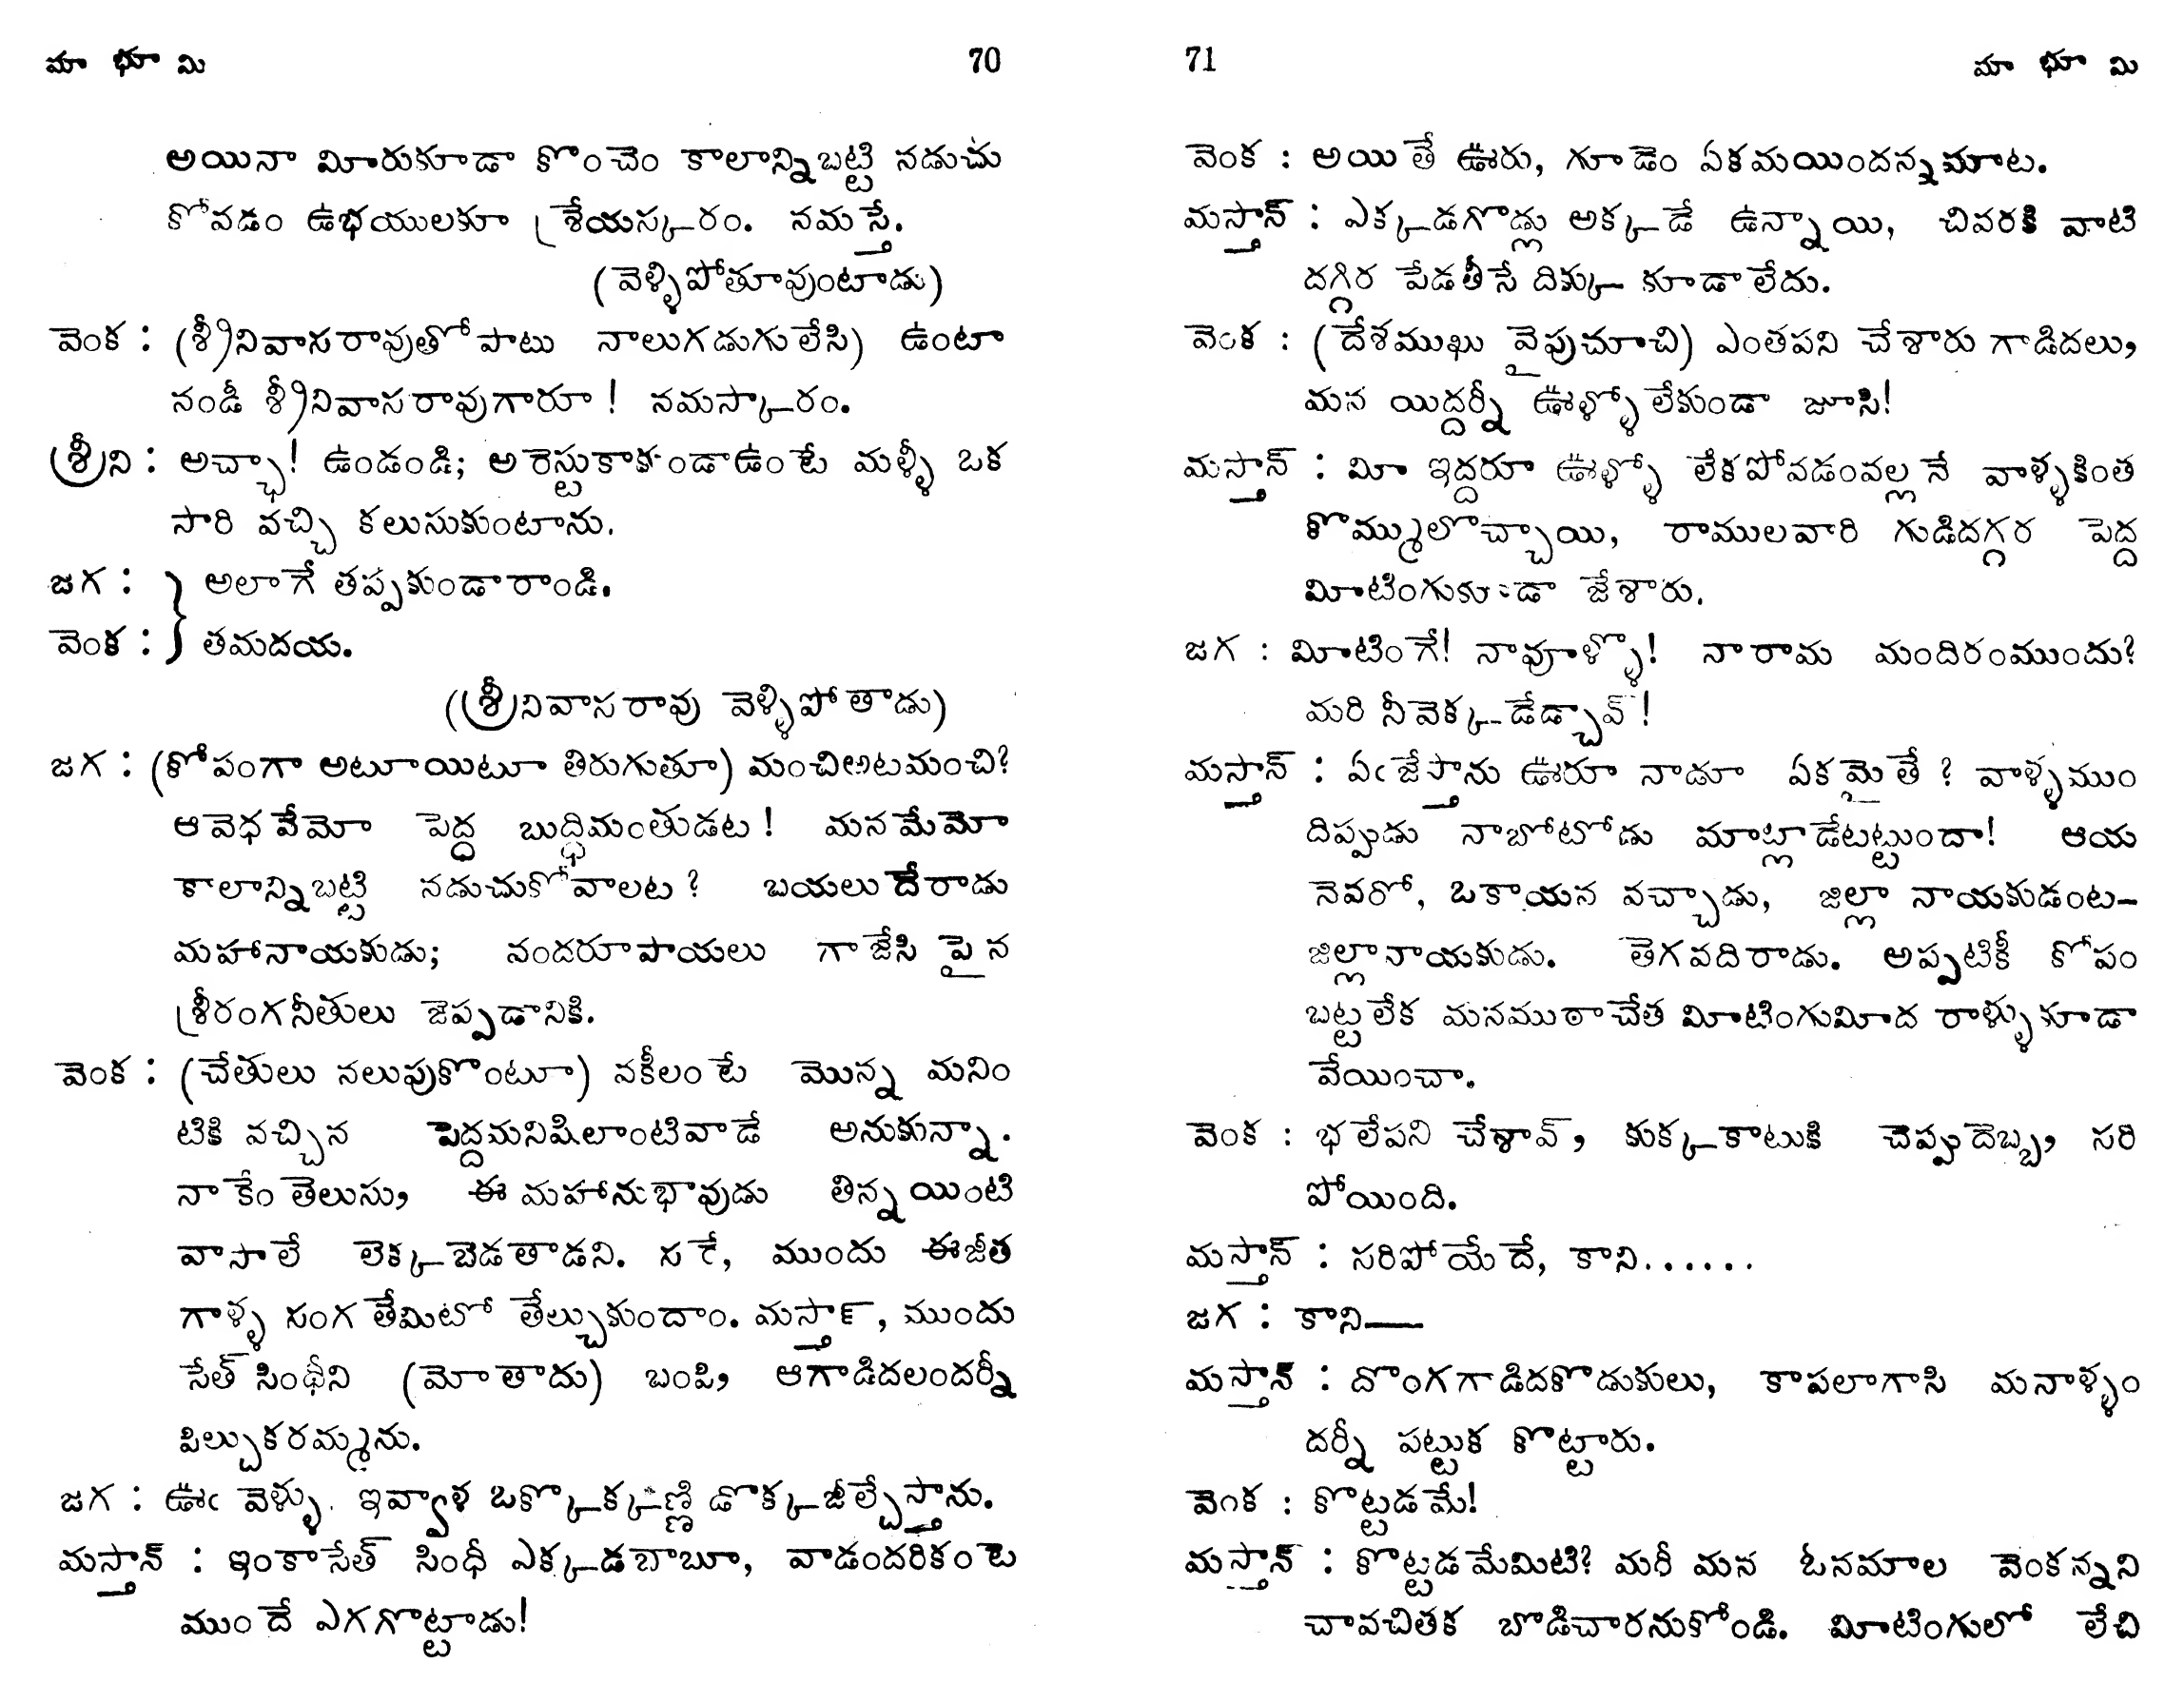 మా భూ మి 70
అయినా మీరుకూడా కొంచెం కాలాన్నిబట్టి నడుచు
కోవడం ఉభయులకూ శ్రేయస్కరం. నమస్తే.
(వెళ్ళిపోతూవుంటాడు)
వెంక : (శ్రీనివాసరావుతోపాటు నాలుగడుగులేసి) ఉంటా
నండీ శ్రీనివాసరావుగారూ! నమస్కారం.
శ్రీని : అచ్ఛా! ఉండండి; అరెస్టుకాకుండాఉంటే మళ్ళీ ఒక
సారి వచ్చి కలుసుకుంటాను.
జగ : } అలాగే తప్పకుండారాండి.
వెంక : } తమదయ.
(శ్రీనివాసరావు వెళ్ళిపోతాడు)
జగ : (కోపంగా అటూయిటూ తిరుగుతూ) మంచిఅటమంచి?
ఆవెధవేమో పెద్ద బుద్ధిమంతుడట! మనమేమో
కాలాన్నిబట్టి నడుచుకోవాలట? బయలుదేరాడు
మహానాయకుడు; వందరూపాయలు గాజేసి పైన
శ్రీరంగనీతులు జెప్పడానికి.
వెంక : (చేతులు నలుపుకొంటూ) వకీలంటే మొన్న మనిం
టికి వచ్చిన పెద్దమనిషిలాంటివాడే అనుకున్నా.
నాకేం తెలుసు, ఈ మహానుభావుడు తిన్నయింటి
వాసాలే లెక్కబెడతాడని. సరే, ముందు ఈజీత
గాళ్ళ సంగతేమిటో తేల్చుకుందాం. మస్తాన్, ముందు
సేత్ సింధీని (మోతాదు) బంపి, ఆగాడిదలందర్నీ
పిల్చుకరమ్మను.
జగ : ఊఁ వెళ్ళు. ఇవ్వాళ ఒక్కొక్కణ్ణి డొక్కజీల్చేస్తాను.
మస్తాన్ : ఇంకాసేత్ సింధీ ఎక్కడబాబూ, వాడందరికంటె
ముందే ఎగగొట్టాడు!
71 మా భూ మి
వెంక : అయితే ఊరు, గూడెం ఏకమయిందన్నమాట.
మస్తాన్ : ఎక్కడగొడ్లు అక్కడే ఉన్నాయి, చివరకి వాటి
దగ్గిర పేడతీసే దిక్కు కూడాలేదు.
వెంక : (దేశముఖు వైపుచూచి) ఎంతపని చేశారు గాడిదలు,
మన యిద్దర్నీ ఊళ్ళోలేకుండా జూసి!
మస్తాన్ : మీ ఇద్దరూ ఊళ్ళో లేకపోవడంవల్లనే వాళ్ళకింత
కొమ్ములొచ్చాయి, రాములవారి గుడిదగ్గర పెద్ద
మీటింగుకూడా జేశారు.
జగ : మీటింగే! నావూళ్ళొ! నారామ మందిరంముందు?
మరి నీవెక్కడేడ్చావ్!
మస్తాన్ : ఏఁజేస్తాను ఊరూ నాడూ ఏకమైతే? వాళ్ళముం
దిప్పుడు నాబోటోడు మాట్లాడేటట్టుందా! ఆయ
నెవరో, ఒకాయన వచ్చాడు, జిల్లా నాయకుడంట-
జిల్లానాయకుడు. తెగవదిరాడు. అప్పటికీ కోపం
బట్టలేక మనముఠాచేత మీటింగుమీద రాళ్ళుకూడా
వేయించా.
వెంక : భలేపని చేశావ్, కుక్కకాటుకి చెప్పుదెబ్బ, సరి
పోయింది.
మస్తాన్ : సరిపోయేదే, కాని......
జగ : కాని—
మస్తాన్ : దొంగగాడిదకొడుకులు, కాపలాగాసి మనాళ్ళం
దర్నీ పట్టుక కొట్టారు.
వెంక : కొట్టడమే!
మస్తాన్ : కొట్టడమేమిటి? మరీ మన ఓనమాల వెంకన్నని
చావచితక బొడిచారనుకోండి. మీటింగులో లేచి